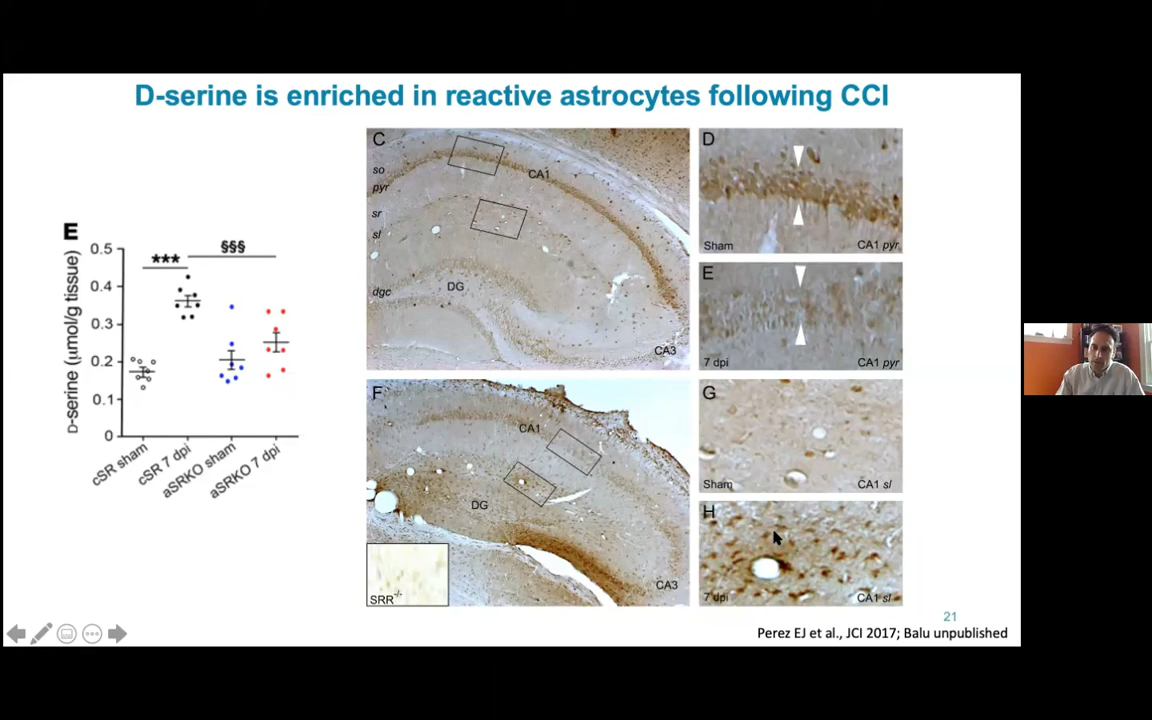 D-serine is enriched in reactive astrocytes following CCI
E
D-serine (µmol/g tissue)
0.5
0.4
0.3
0.2
0.1
0
***
§§§
cSR sham
cSR 7 dpi
aSRKO sham
aSRKO 7 dpi
C
so
pyr
sr
sl
dgc
CA1
DG
CA3
D
Sham
CA1 pyr
E
7 dpi
CA1 pyr
F
CA1
DG
CA3
SRR-/-
G
Sham
CA1 sl
H
7 dpi
CA1 sl
21
Perez EJ et al., JCI 2017; Balu unpublished